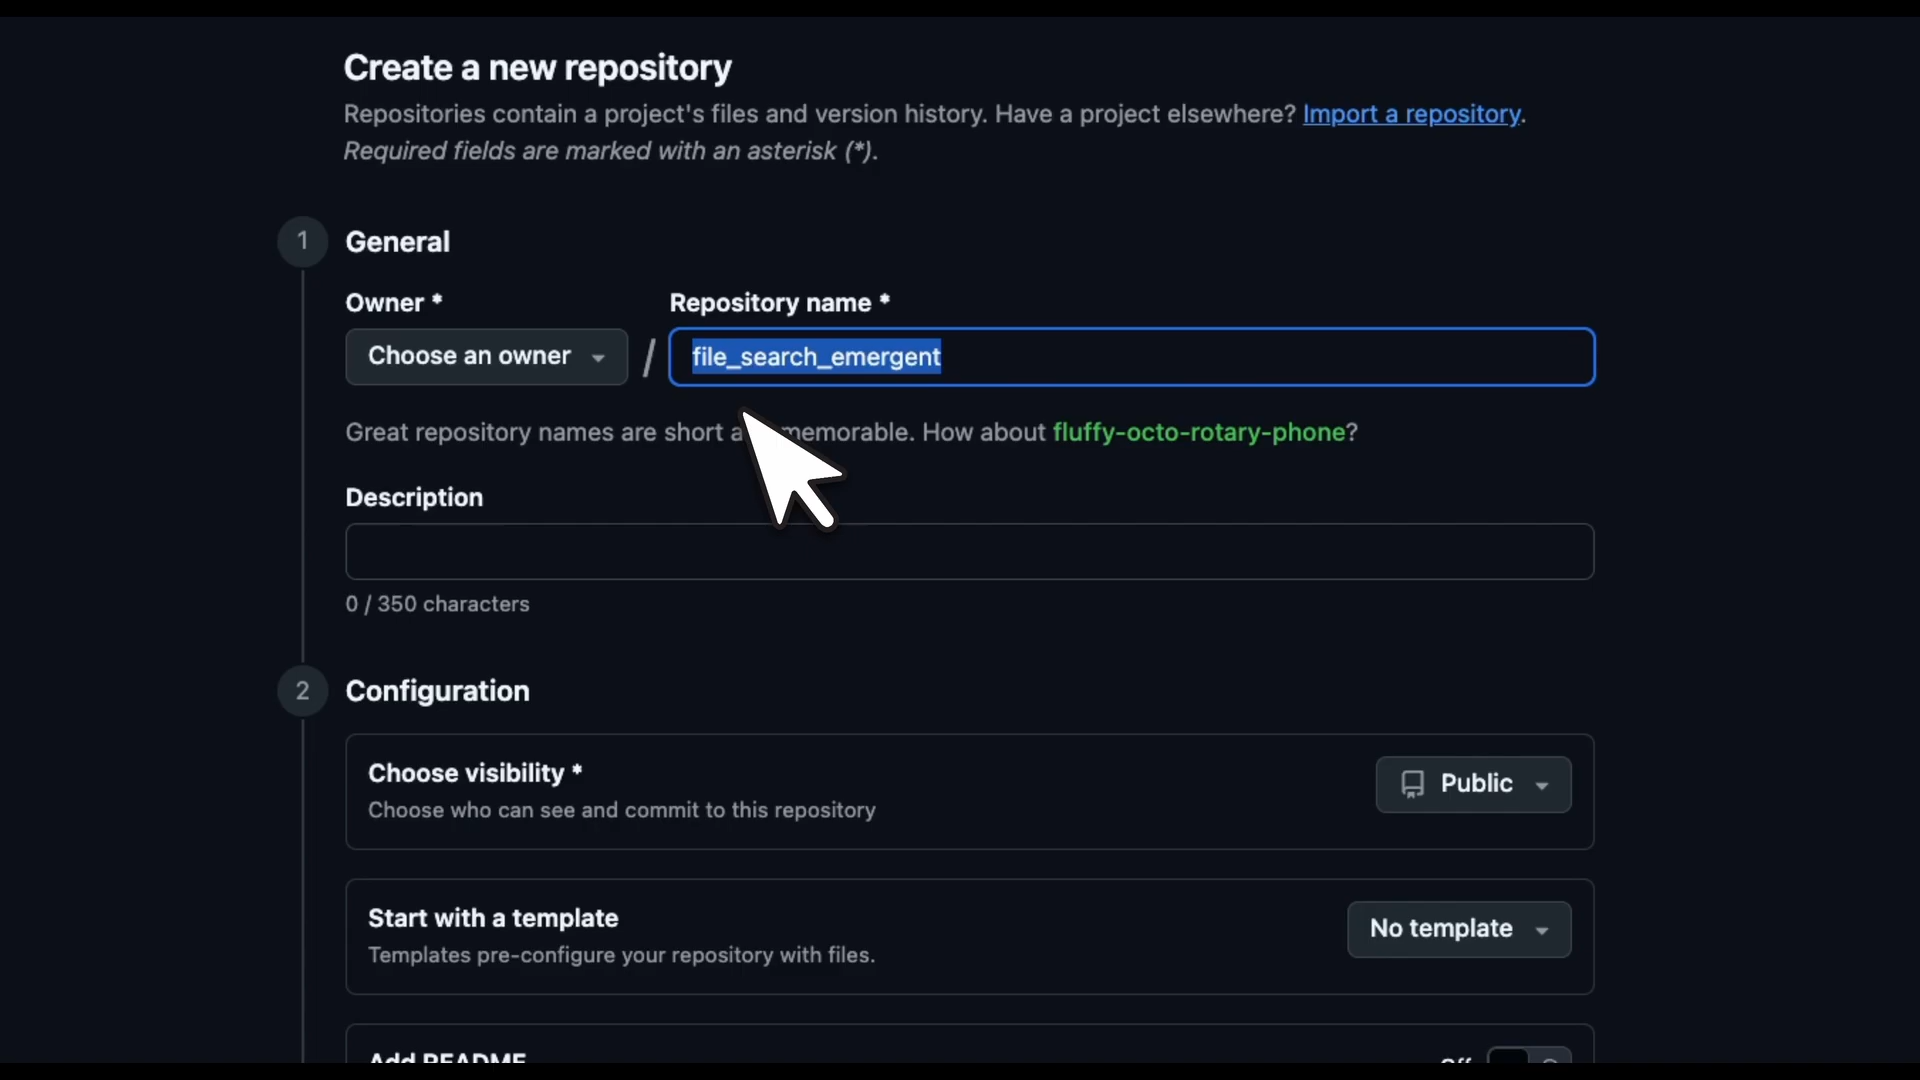 Create a new repository
Repositories contain a project's files and version history. Have a project elsewhere? Import a repository.
Required fields are marked with an asterisk (*).
1 General
Owner * Repository name *
Choose an owner / file_search_emergent
Great repository names are short memorable. How about fluffy-octo-rotary-phone?
Description
0 / 350 characters
2 Configuration
Choose visibility * Public
Choose who can see and commit to this repository
Start with a template No template
Templates pre-configure your repository with files.
Add README Off